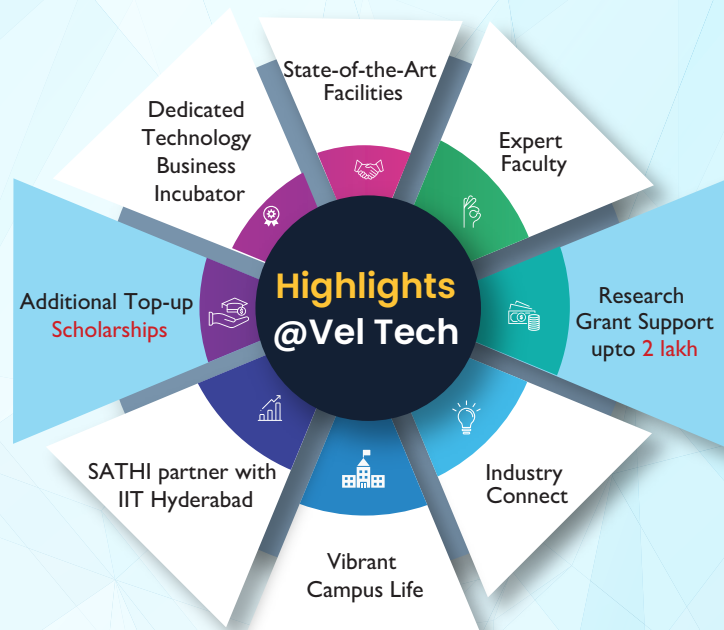 Highlights
@Vel Tech
State-of-the-Art
Facilities
Expert
Faculty
Research
Grant Support
upto 2 lakh
Industry
Connect
Vibrant
Campus Life
SATHI partner with
IIT Hyderabad
Additional Top-up
Scholarships
Dedicated
Technology
Business
Incubator